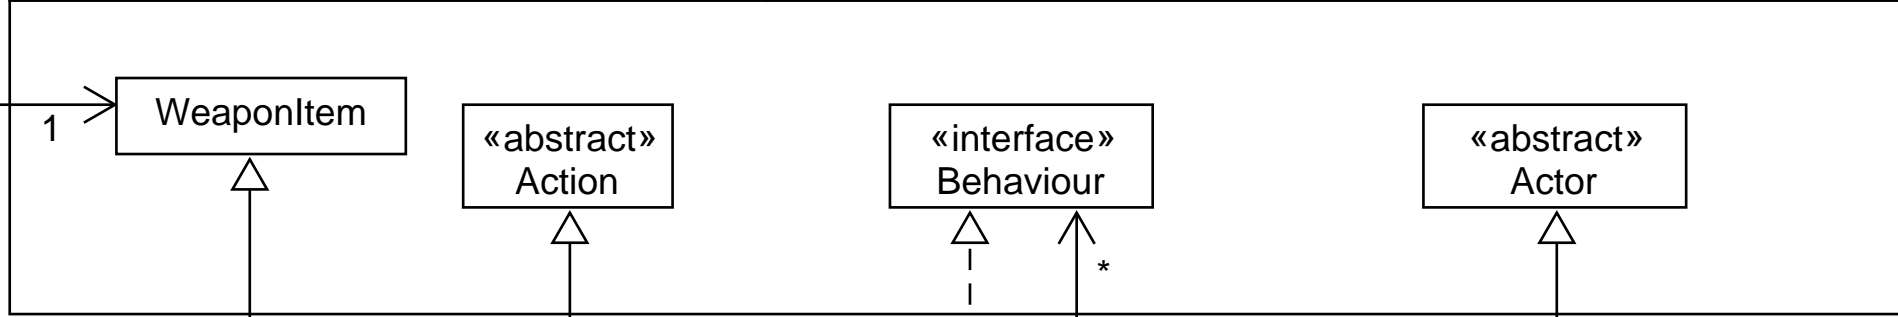 WeaponItem
1
«abstract»
Action
«interface»
Behaviour
*
«abstract»
Actor